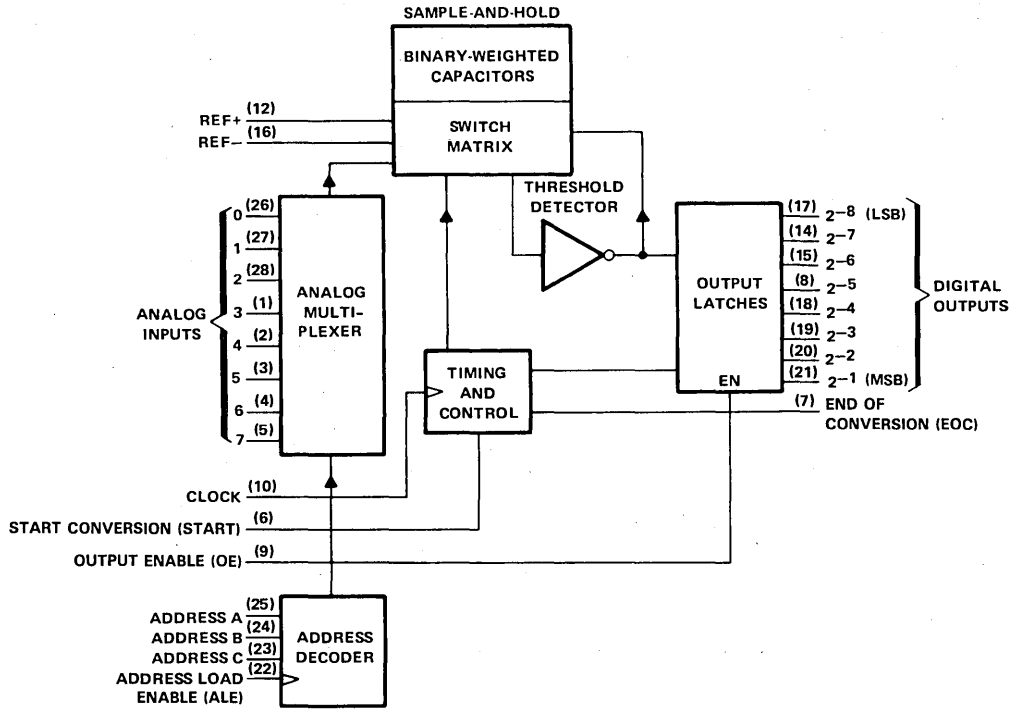 SAMPLE-AND-HOLD
BINARY-WEIGHTED
CAPACITORS
SWITCH
MATRIX
REF+ (12)
REF– (16)
THRESHOLD
DETECTOR
ANALOG
INPUTS
0 (26)
1 (27)
2 (28)
3 (1)
4 (2)
5 (3)
6 (4)
7 (5)
ANALOG
MULTI-
PLEXER
TIMING
AND
CONTROL
OUTPUT
LATCHES
EN
(17) 2–8 (LSB)
(14) 2–7
(15) 2–6
(8) 2–5
(18) 2–4
(19) 2–3
(20) 2–2
(21) 2–1 (MSB)
DIGITAL
OUTPUTS
(7) END OF
CONVERSION (EOC)
CLOCK (10)
START CONVERSION (START) (6)
OUTPUT ENABLE (OE) (9)
ADDRESS A (25)
ADDRESS B (24)
ADDRESS C (23)
ADDRESS LOAD (22)
ENABLE (ALE)
ADDRESS
DECODER